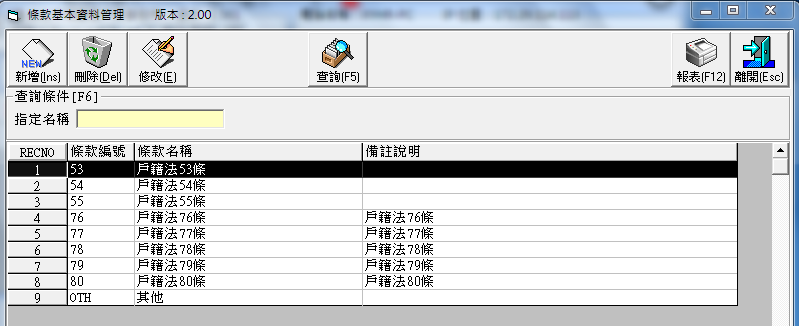 條款基本資料管理 版本 : 2.00
NEW
新增(Ins) 刪除(Del) 修改(E) 查詢(F5) 報表(F12) 離開(Esc)
查詢條件[F6]
指定名稱
RECNO 條款編號 條款名稱 備註說明
1 53 戶籍法53條
2 54 戶籍法54條
3 55 戶籍法55條
4 76 戶籍法76條 戶籍法76條
5 77 戶籍法77條 戶籍法77條
6 78 戶籍法78條 戶籍法78條
7 79 戶籍法79條 戶籍法79條
8 80 戶籍法80條 戶籍法80條
9 OTH 其他